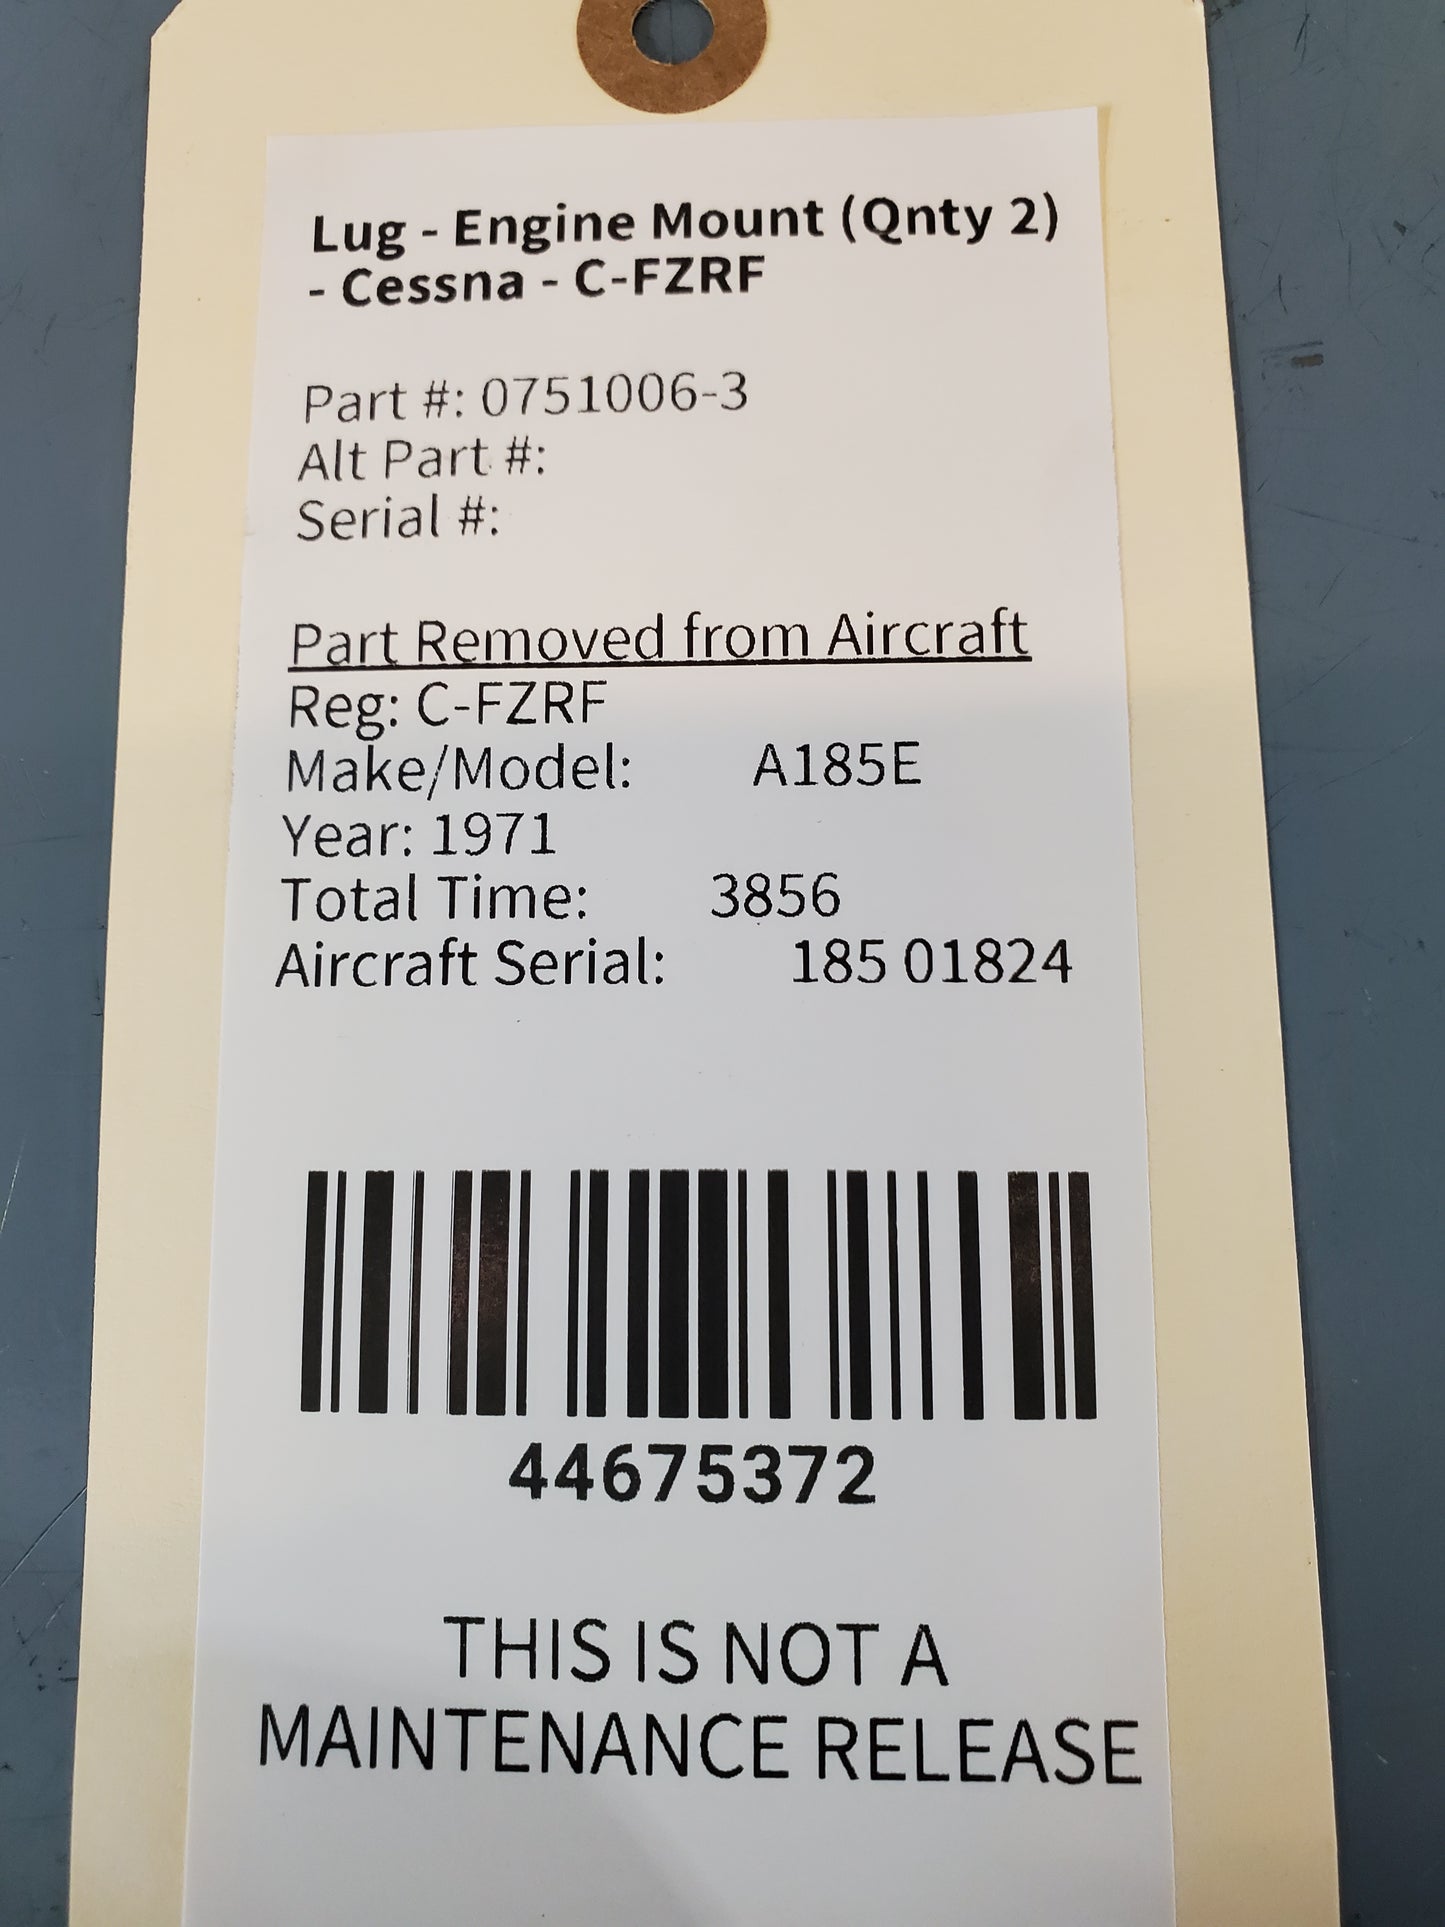 Lug - Engine Mount (Qnty 2)
- Cessna - C-FZRF
Part #: 0751006-3
Alt Part #:
Serial #:
Part Removed from Aircraft
Reg: C-FZRF
Make/Model: A185E
Year: 1971
Total Time: 3856
Aircraft Serial: 185 01824
44675372
THIS IS NOT A
MAINTENANCE RELEASE